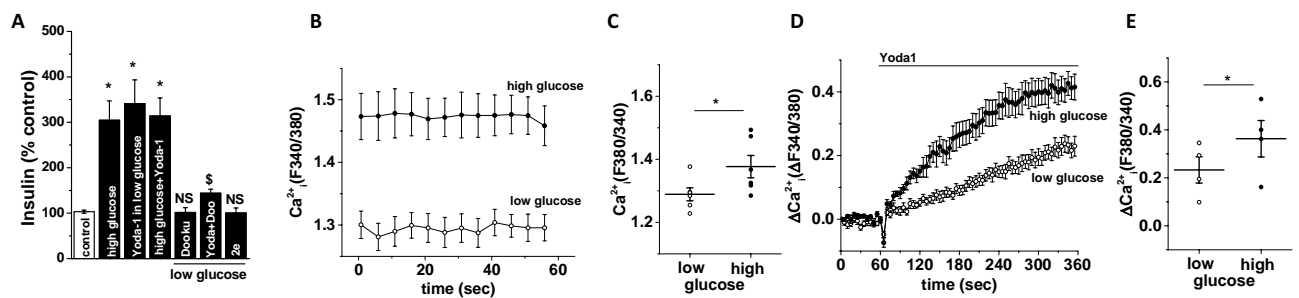 A
Insulin (% control)
500
400
300
200
100
0
*
*
*
NS
$
NS
control
high glucose
Yoda-1 in low glucose
high glucose+Yoda-1
Dooku
Yoda+Doo
2e
low glucose
B
Ca²⁺ᵢ(F340/380)
1.5
1.4
1.3
high glucose
low glucose
0
20
40
60
time (sec)
C
Ca²⁺ᵢ(F380/340)
1.6
1.4
1.2
*
low high
glucose
D
Yoda1
ΔCa²⁺ᵢ(ΔF340/380)
0.4
0.2
0.0
high glucose
low glucose
0
60
120
180
240
300
360
time (sec)
E
ΔCa²⁺ᵢ(F380/340)
0.6
0.4
0.2
0.0
*
low high
glucose